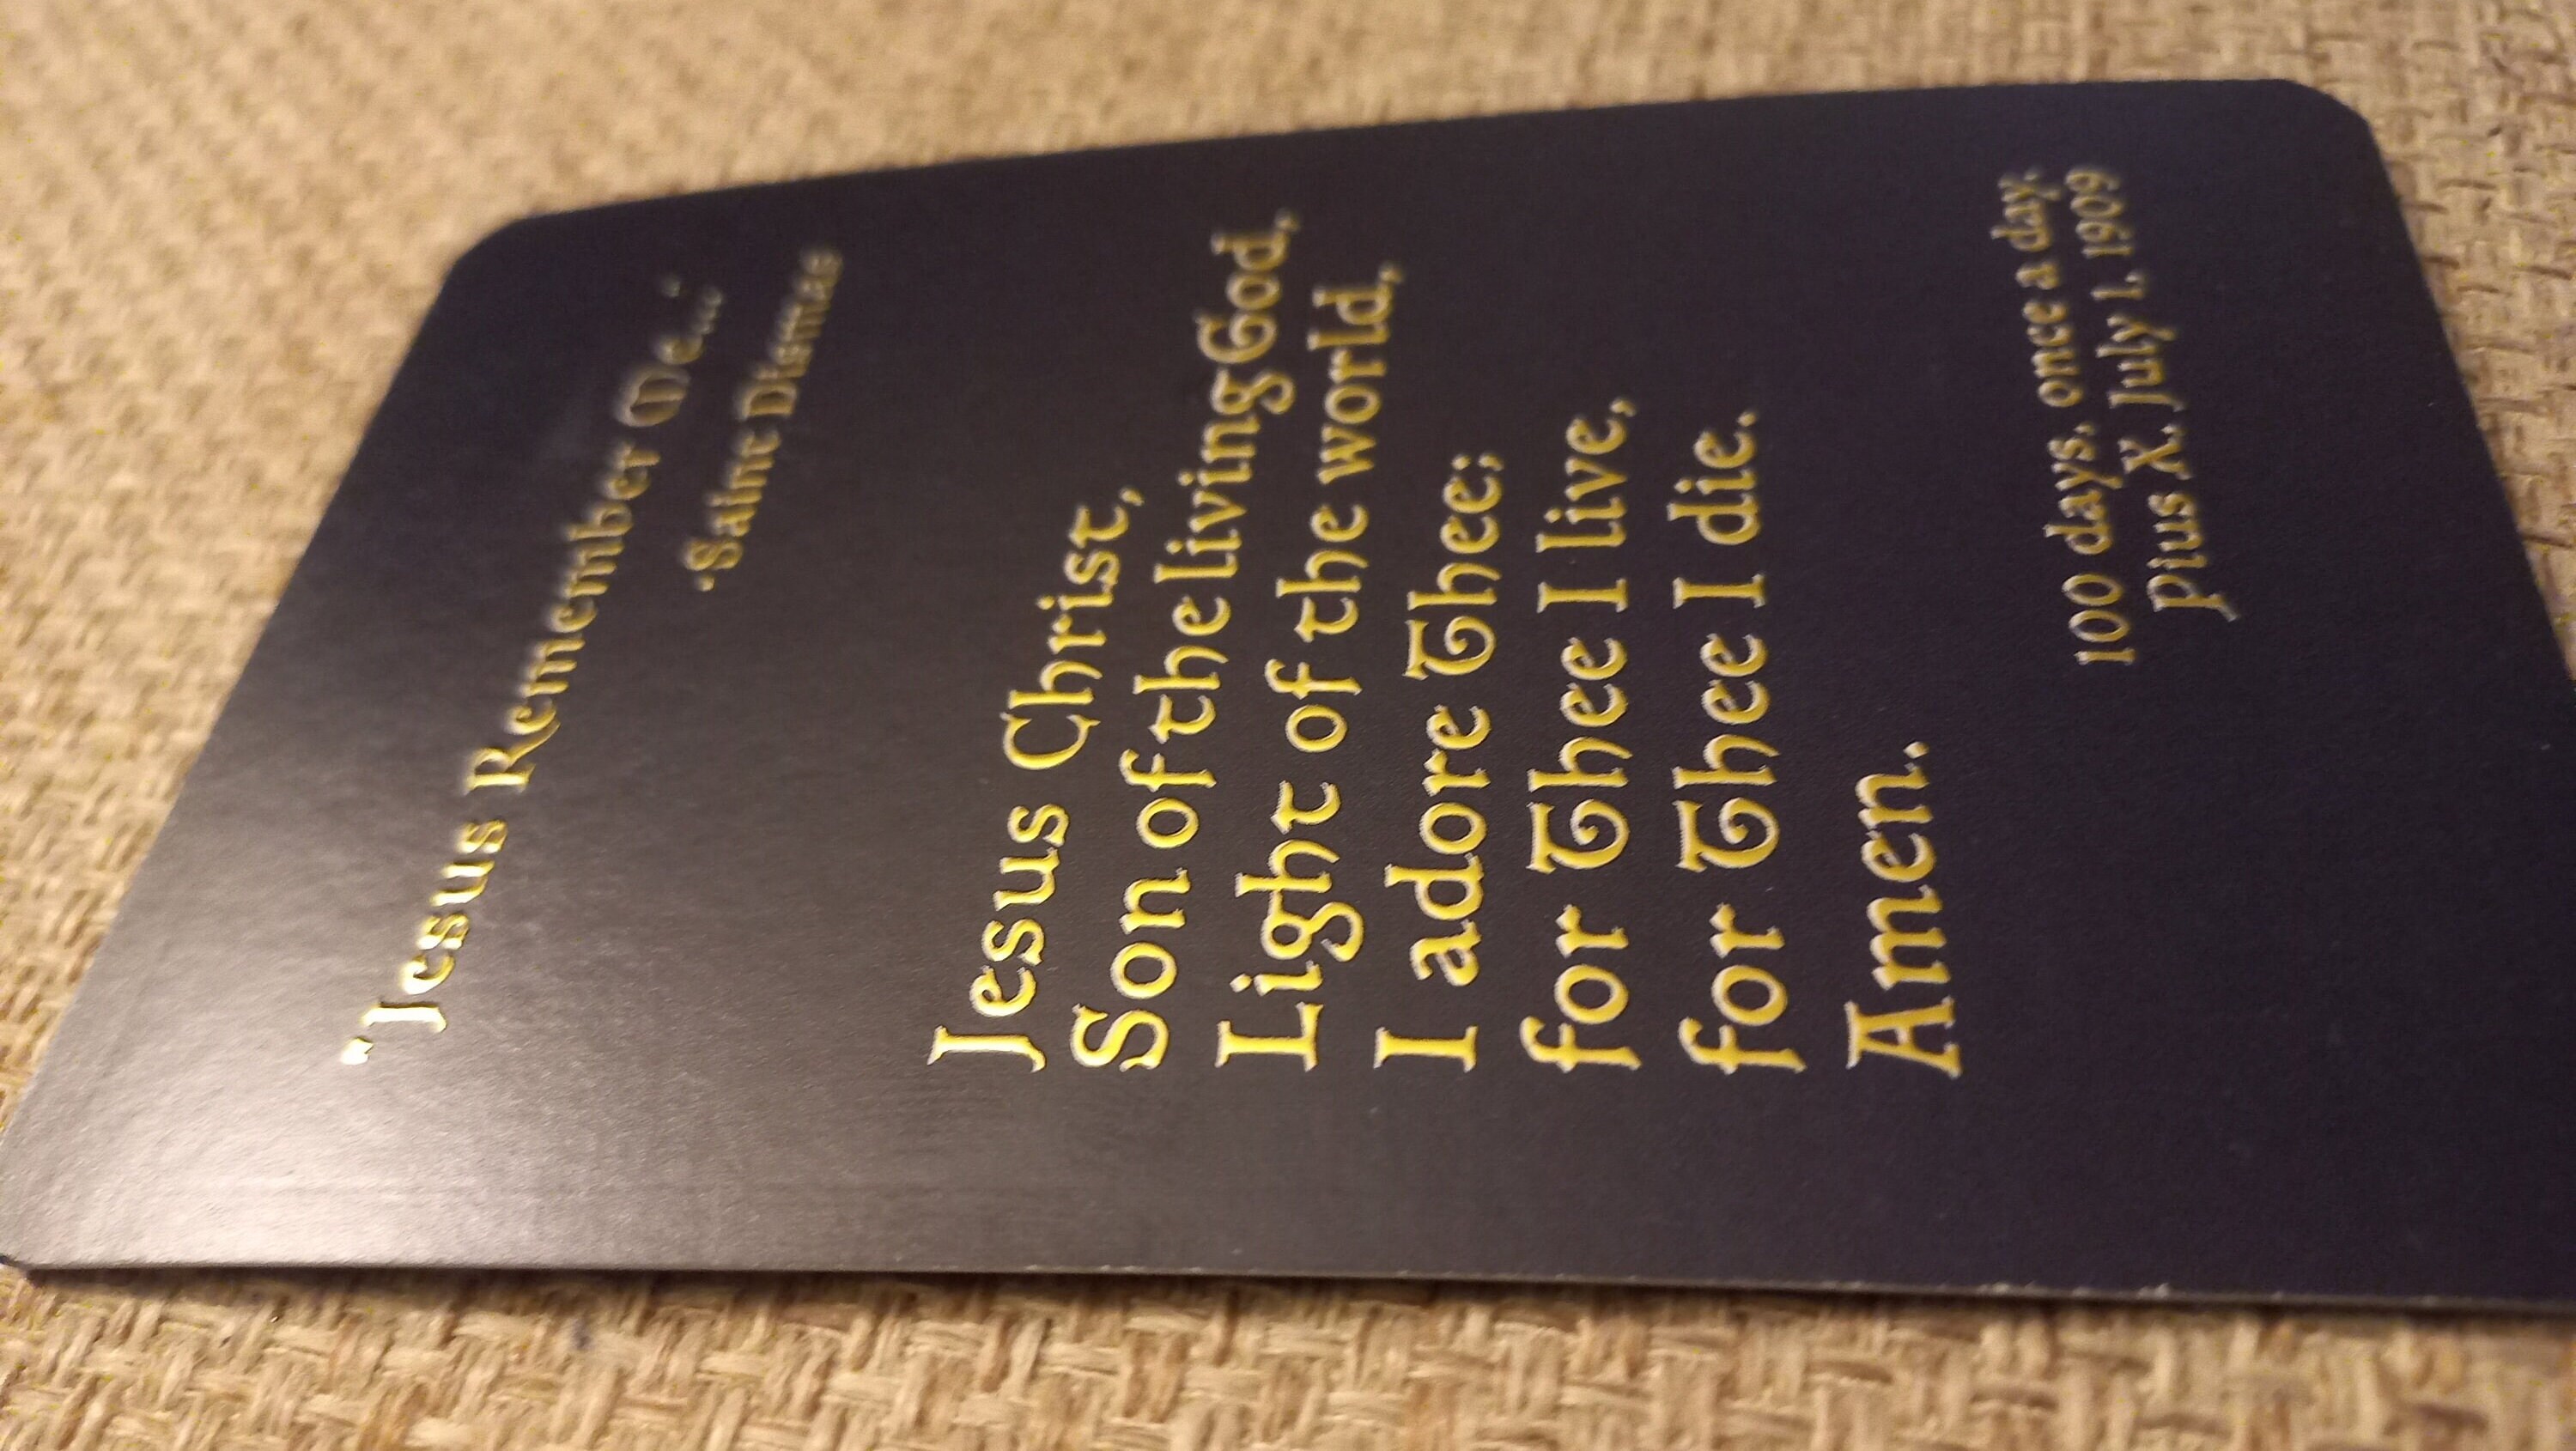 "Jesus Remember Me..."
-Saint Dismas
Jesus Christ,
Son of the living God,
Light of the world,
I adore Thee;
for Thee I live,
for Thee I die.
Amen.
100 days, once a day.
Pius X. July 1, 1909